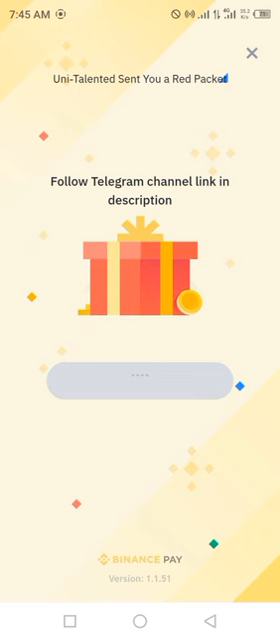 7:45 AM
Uni-Talented Sent You a Red Packet
Follow Telegram channel link in
description
BINANCE PAY
Version: 1.1.51